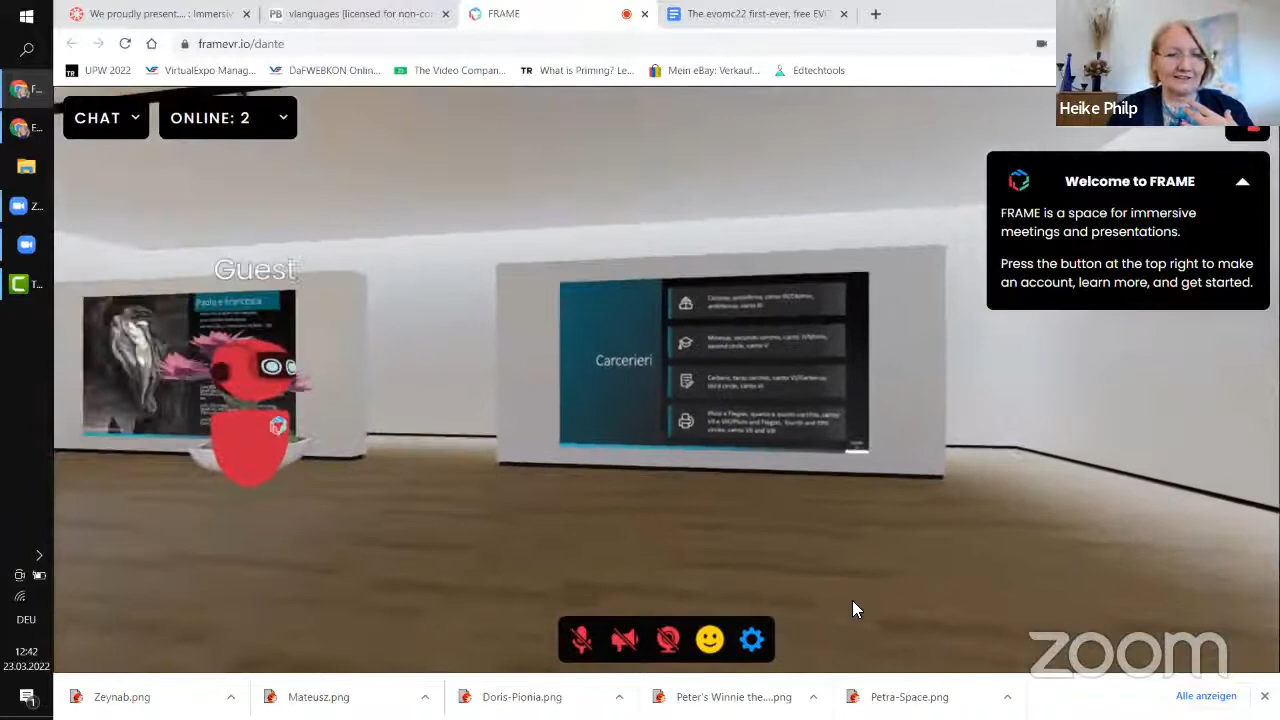 We proudly present.... : Immersiv
vlanguages [licensed for non-co
FRAME
The evomc22 first-ever, free EVO
framevr.io/dante
UPW 2022
VirtualExpo Manag...
DaFWEBKON Onlin...
The Video Compan...
What is Priming? Le...
Mein eBay: Verkauf...
Edtechtools
Heike Philp
CHAT
ONLINE: 2
Welcome to FRAME
FRAME is a space for immersive
meetings and presentations.
Press the button at the top right to make
an account, learn more, and get started.
Guest
Paolo e Francesca
Carcerieri
F...
E...
Z...
T...
DEU
12:42
23.03.2022
1
zoom
Zeynab.png
Mateusz.png
Doris-Pionia.png
Peter's Winnie the....png
Petra-Space.png
Alle anzeigen